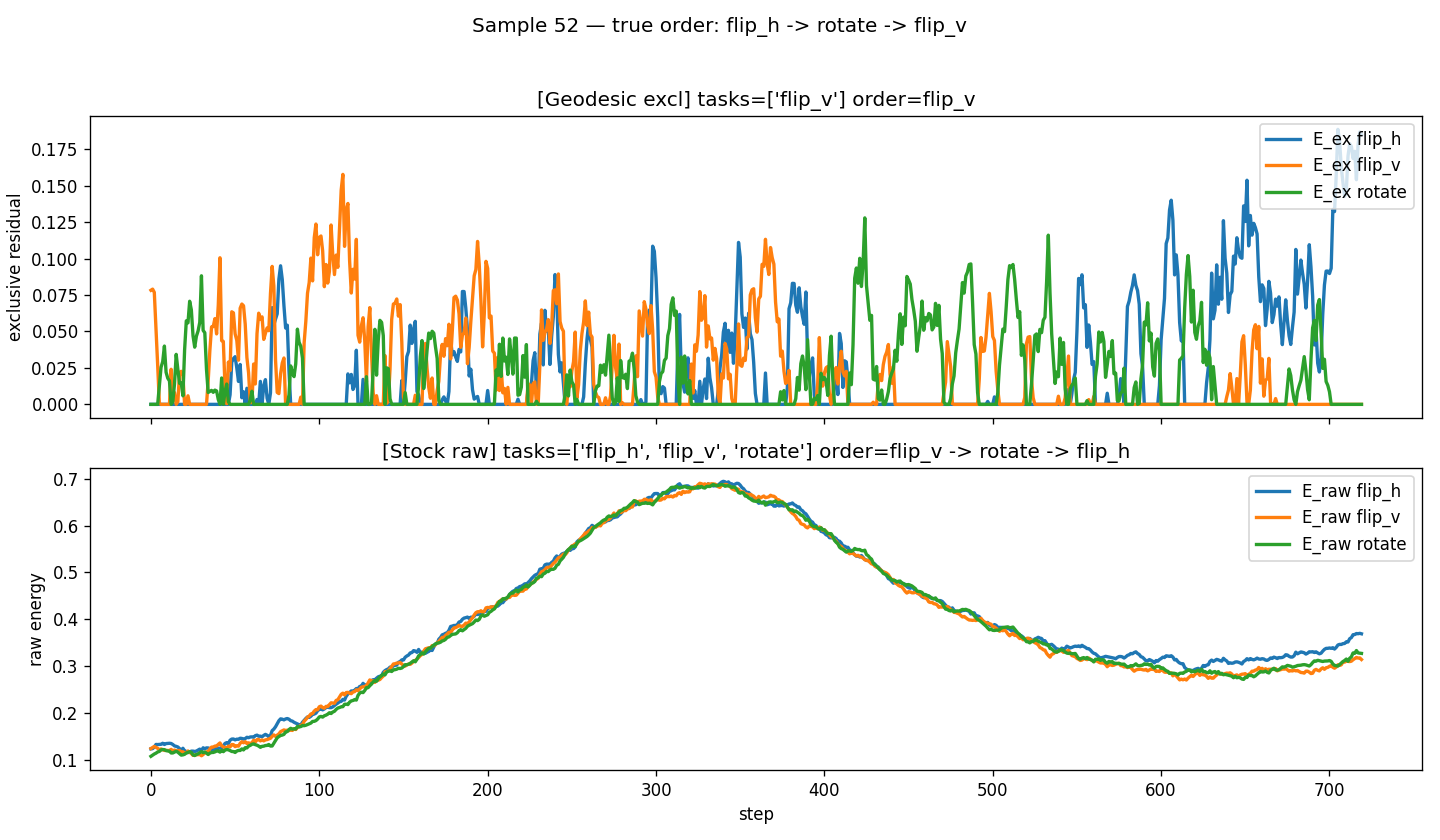 Sample 52 — true order: flip_h -> rotate -> flip_v
[Geodesic excl] tasks=['flip_v'] order=flip_v
exclusive residual
0.175
0.150
0.125
0.100
0.075
0.050
0.025
0.000
E_ex flip_h
E_ex flip_v
E_ex rotate
[Stock raw] tasks=['flip_h', 'flip_v', 'rotate'] order=flip_v -> rotate -> flip_h
raw energy
0.7
0.6
0.5
0.4
0.3
0.2
0.1
E_raw flip_h
E_raw flip_v
E_raw rotate
0 100 200 300 400 500 600 700
step